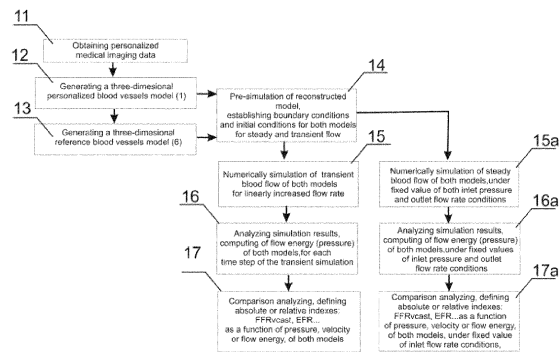 11
Obtaining personalized
medical imaging data
12
Generating a three-dimesional
personalized blood vessels model (1)
13
Generating a three-dimesional
reference blood vessels model (6)
14
Pre-simulation of reconstructed
model,
establishing boundary conditions
and initial conditions for both models
for steady and transient flow
15
Numerically simulation of transient
blood flow of both models
for linearly increased flow rate
16
Analyzing simulation results,
computing of flow energy (pressure)
of both models,for each
time step of the transient simulation
17
Comparison analyzing, defining
absolute or relative indexes:
FFRvcast, EFR...
as a function of pressure, velocity
or flow energy, of both models
15a
Numerically simulation of steady
blood flow of both models,under
fixed value of both inlet pressure
and outlet flow rate conditions
16a
Analyzing simulation results,
computing of flow energy (pressure)
of both models,under fixed values
of inlet pressure and outlet
flow rate conditions
17a
Comparison analyzing, defining
absolute or relative indexes:
FFRvcast, EFR...as a function
of pressure, velocity or flow energy,
of both models, under fixed value
of inlet flow rate conditions,